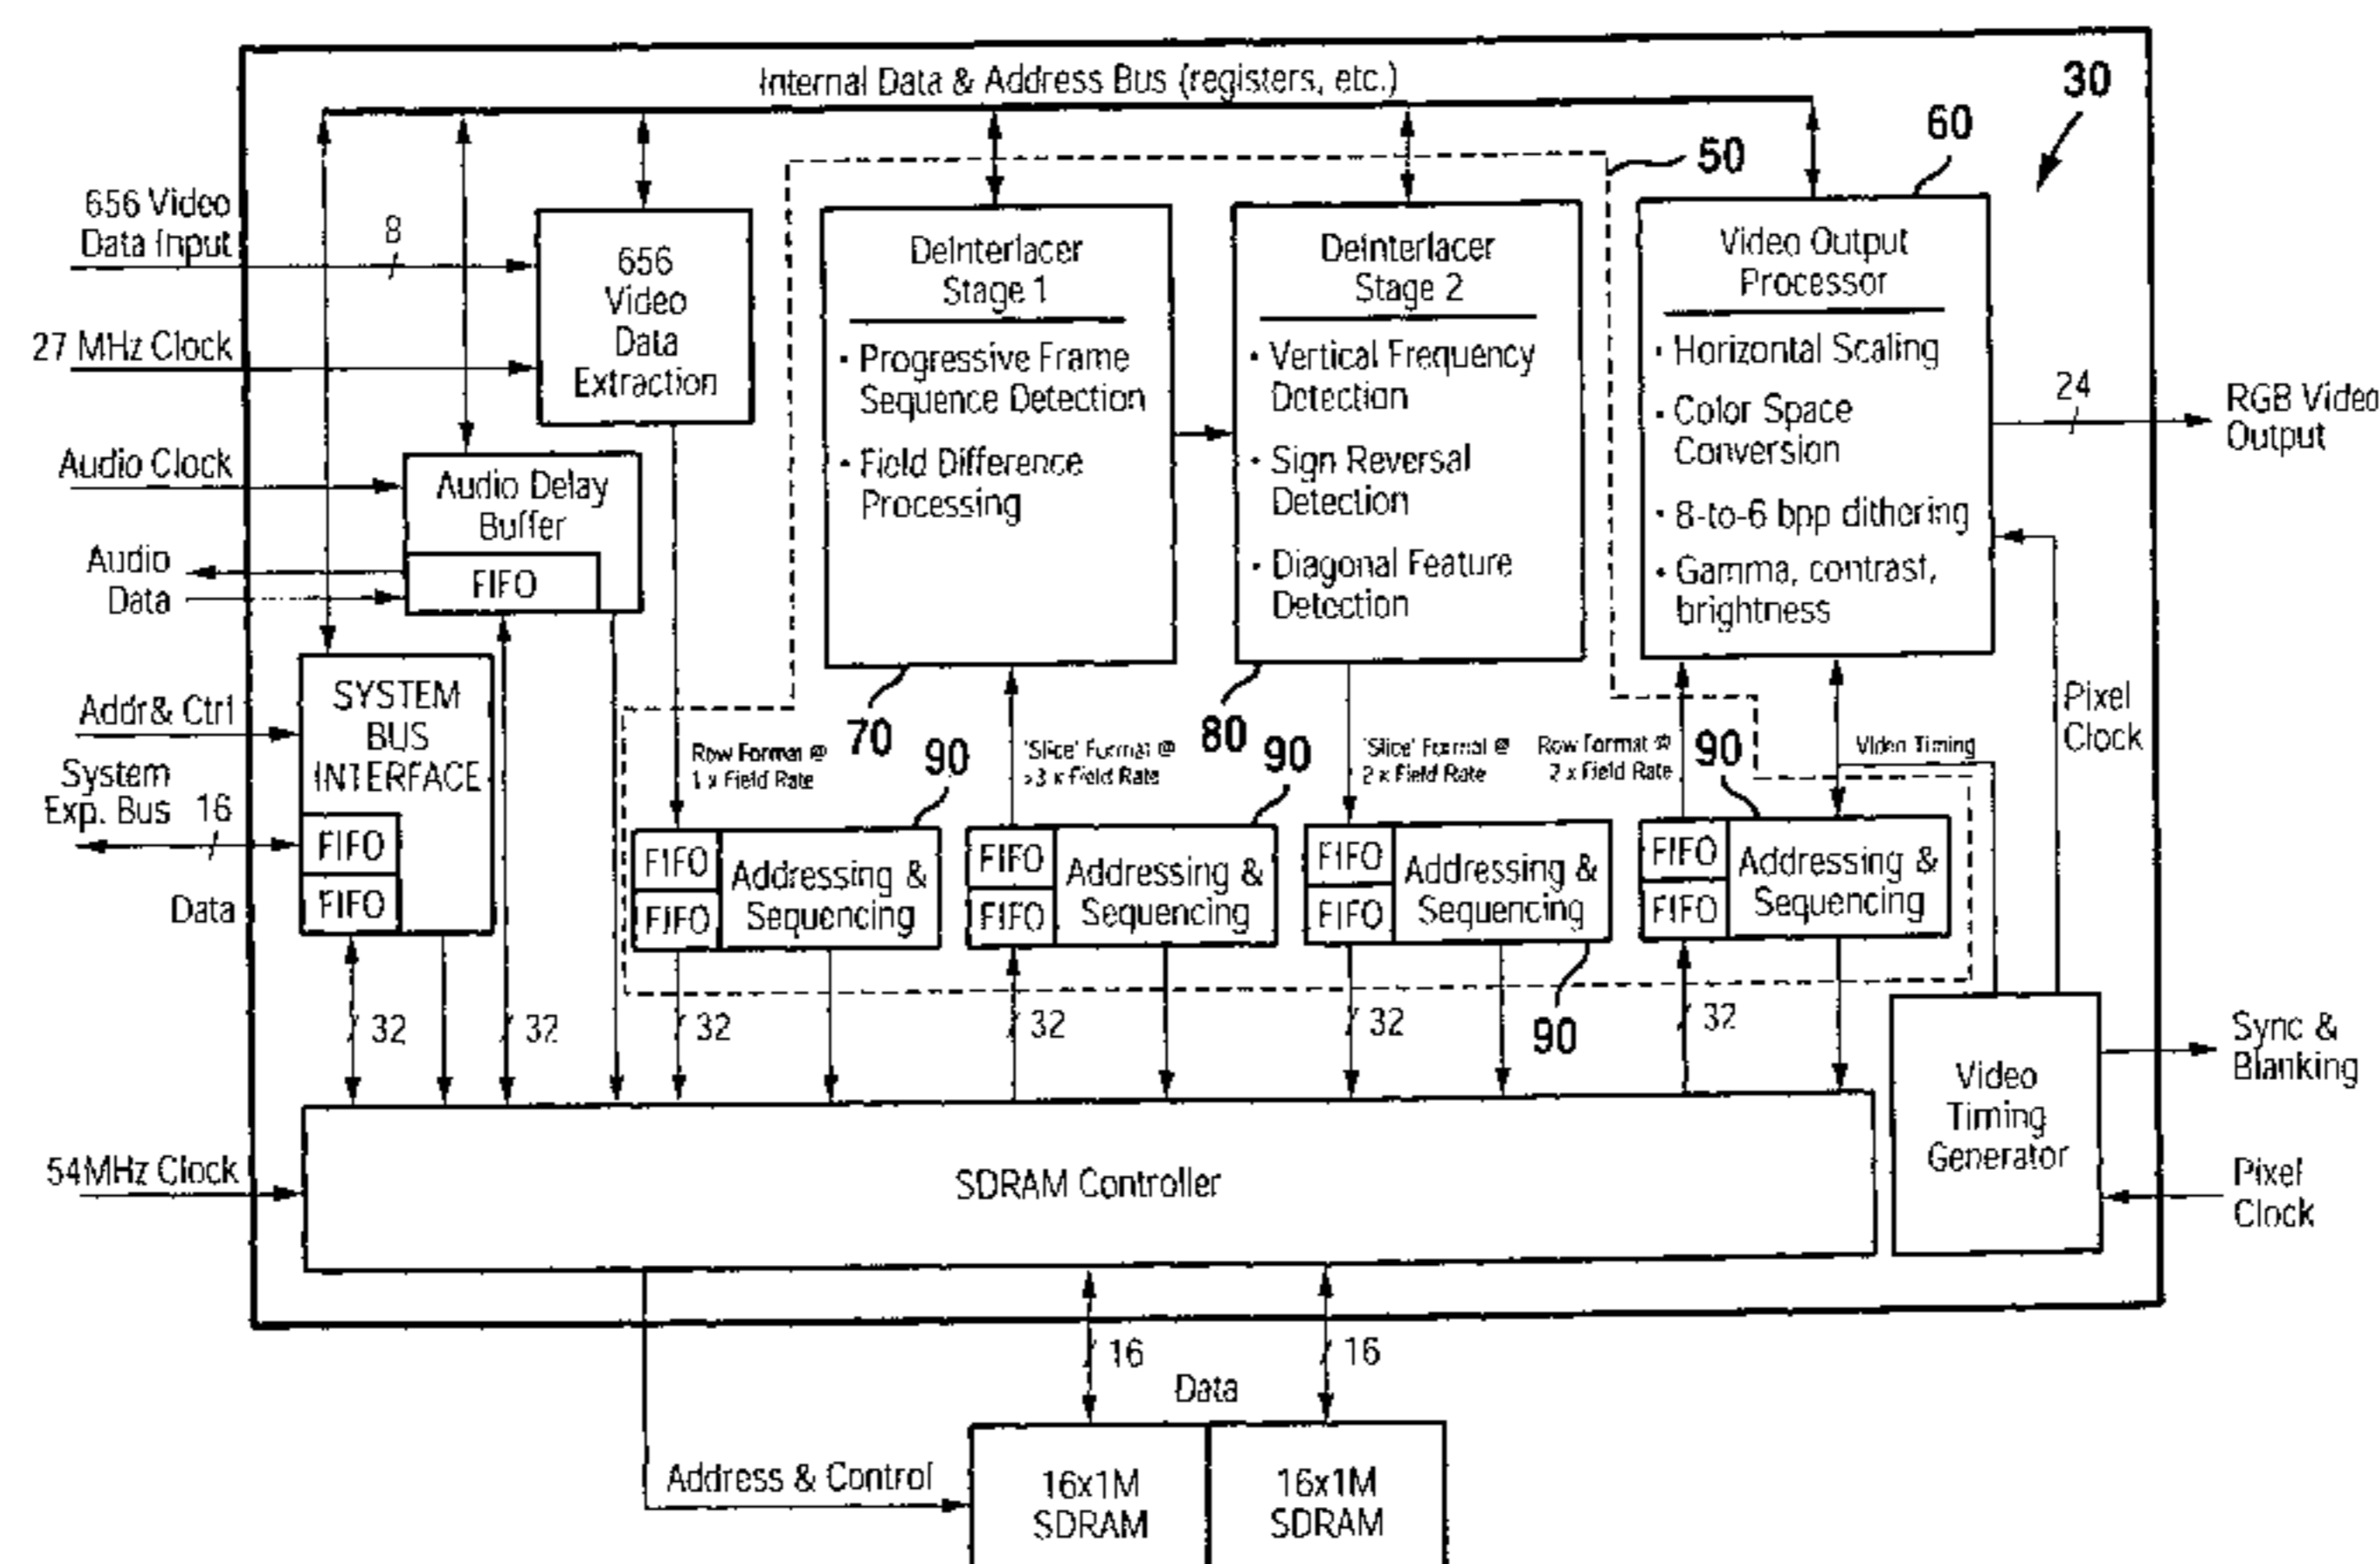 Internal Data & Address Bus (registers, etc.)
30
60
50
656 Video
Data Input
8
27 MHz Clock
656
Video
Data
Extraction
DeInterlacer
Stage 1
• Progressive Frame
Sequence Detection
• Field Difference
Processing
DeInterlacer
Stage 2
• Vertical Frequency
Detection
• Sign Reversal
Detection
• Diagonal Feature
Detection
Video Output
Processor
• Horizontal Scaling
• Color Space
Conversion
• 8-to-6 bpp dithering
• Gamma, contrast,
brightness
24
RGB Video
Output
Audio Clock
Audio Delay
Buffer
FIFO
Audio
Data
Addr& Ctrl
System
Exp. Bus
16
Data
SYSTEM
BUS
INTERFACE
FIFO
FIFO
70
80
Row Format @
1 x Field Rate
90
'Slice' Format @
>3 x Field Rate
90
'Slice' Format @
2 x Field Rate
Row Format @
2 x Field Rate
90
Video Timing
Pixel
Clock
FIFO
FIFO
Addressing &
Sequencing
FIFO
FIFO
Addressing &
Sequencing
FIFO
FIFO
Addressing &
Sequencing
FIFO
FIFO
Addressing &
Sequencing
90
32
32
32
32
32
32
Video
Timing
Generator
Sync &
Blanking
Pixel
Clock
54MHz Clock
SDRAM Controller
16
16
Data
Address & Control
16x1M
SDRAM
16x1M
SDRAM